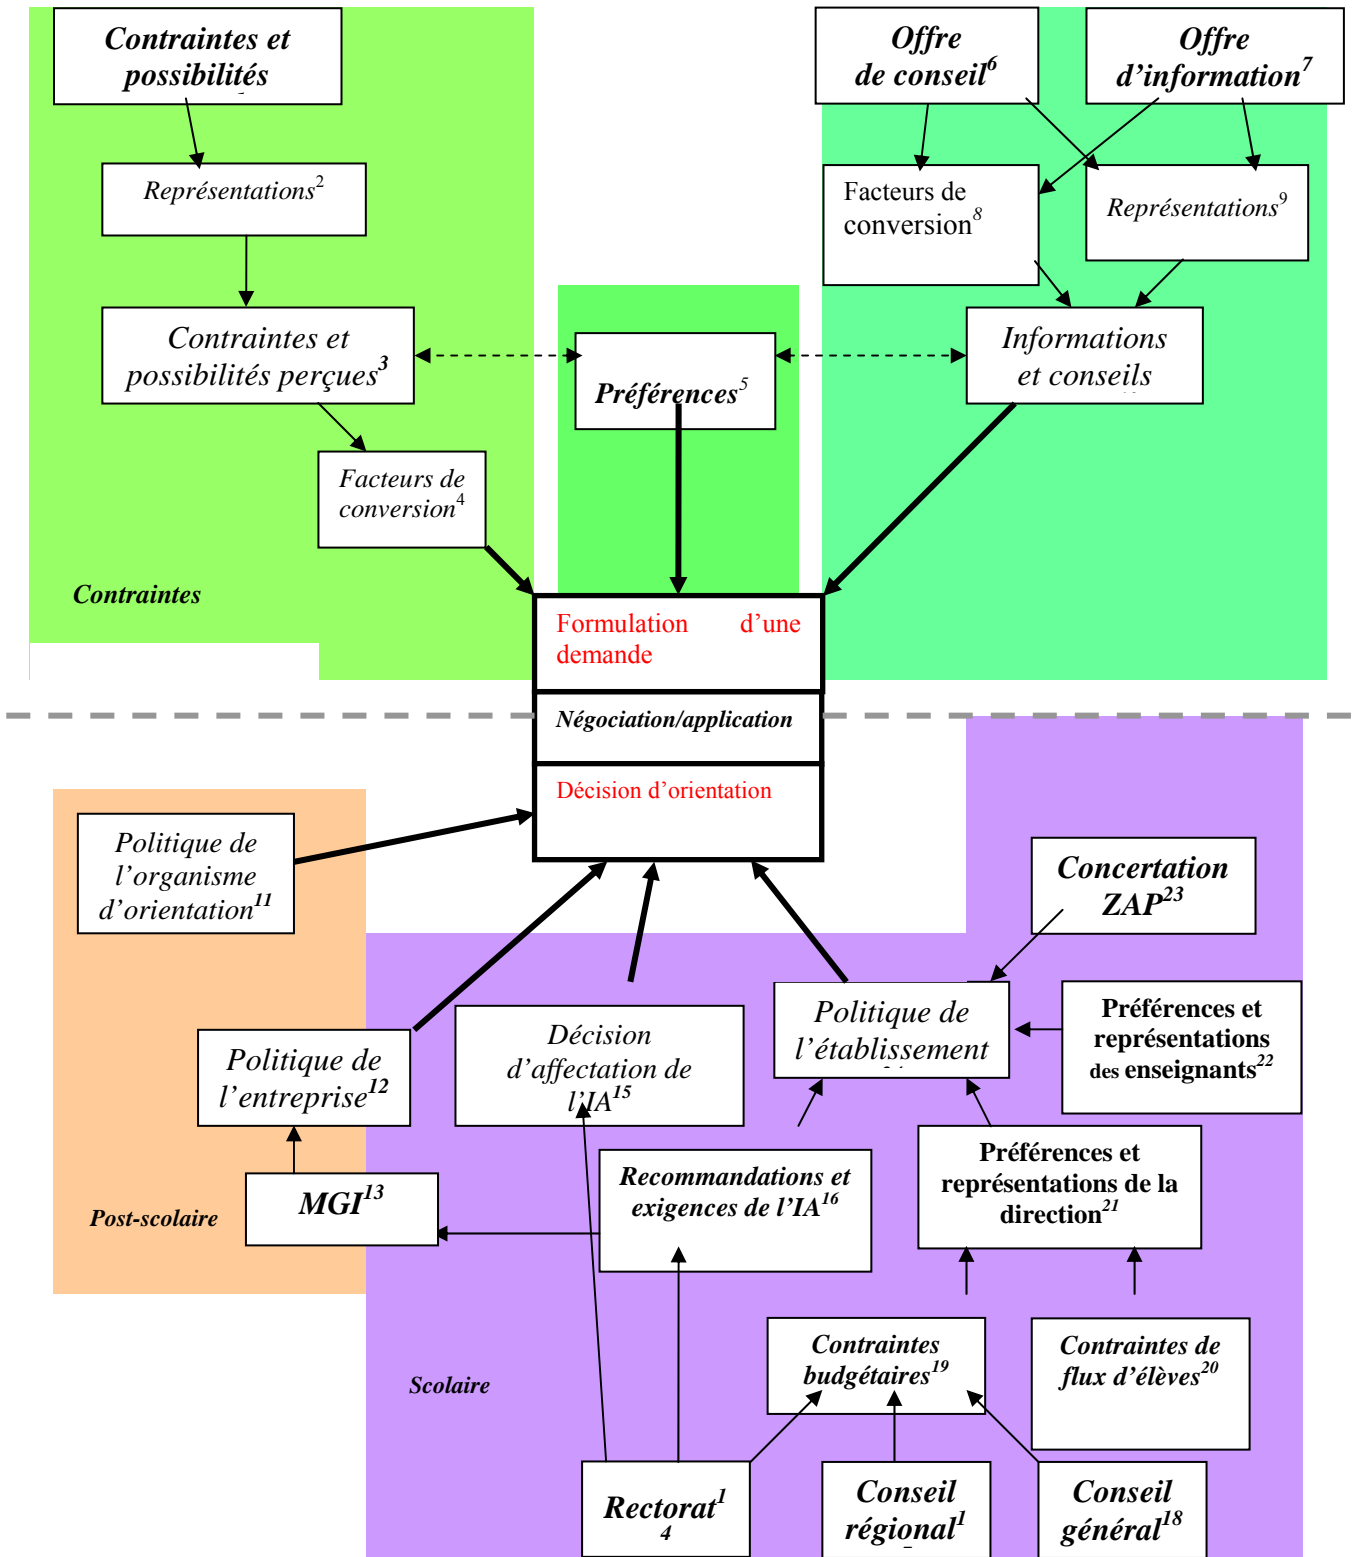 Contraintes et
possibilités
Offre
de conseil6
Offre
d'information7
Représentations2
Facteurs de
conversion8
Représentations9
Contraintes et
possibilités perçues3
Préférences5
Informations
et conseils
Facteurs de
conversion4
Contraintes
Formulation d'une
demande
Négociation/application
Décision d'orientation
Politique de
l'organisme
d'orientation11
Concertation
ZAP23
Politique de
l'établissement
Préférences et
représentations
des enseignants22
Décision
d'affectation de
l'IA15
Politique de
l'entreprise12
Recommandations et
exigences de l'IA16
Préférences et
représentations de la
direction21
MGI13
Post-scolaire
Contraintes
budgétaires19
Contraintes de
flux d'élèves20
Scolaire
Rectorat1
4
Conseil
régional1
Conseil
général18